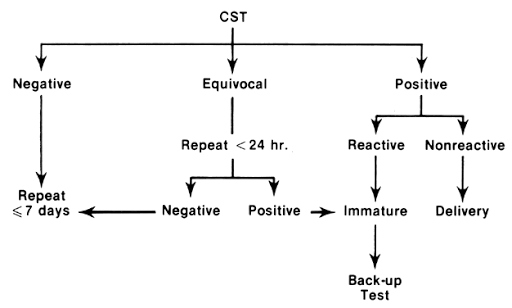 CST
Negative Equivocal Positive
Repeat < 24 hr. Reactive Nonreactive
Repeat
⩽7 days Negative Positive Immature Delivery
Back-up
Test